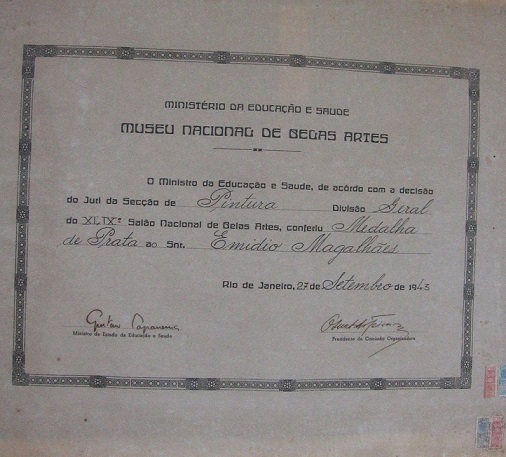 MINISTÉRIO DA EDUCAÇÃO E SAUDE
MUSEU NACIONAL DE BELAS ARTES
O Ministro da Educação e Saude, de acôrdo com a decisão
do Juri da Secção de Pintura Divisão Geral
do XLIXº Salão Nacional de Belas Artes, conferiu Medalha
de Prata ao Snr. Emidio Magalhães
Rio de Janeiro, 27 de Setembro de 1943
Ministro de Estado da Educação e Saude
Presidente da Comissão Organizadora